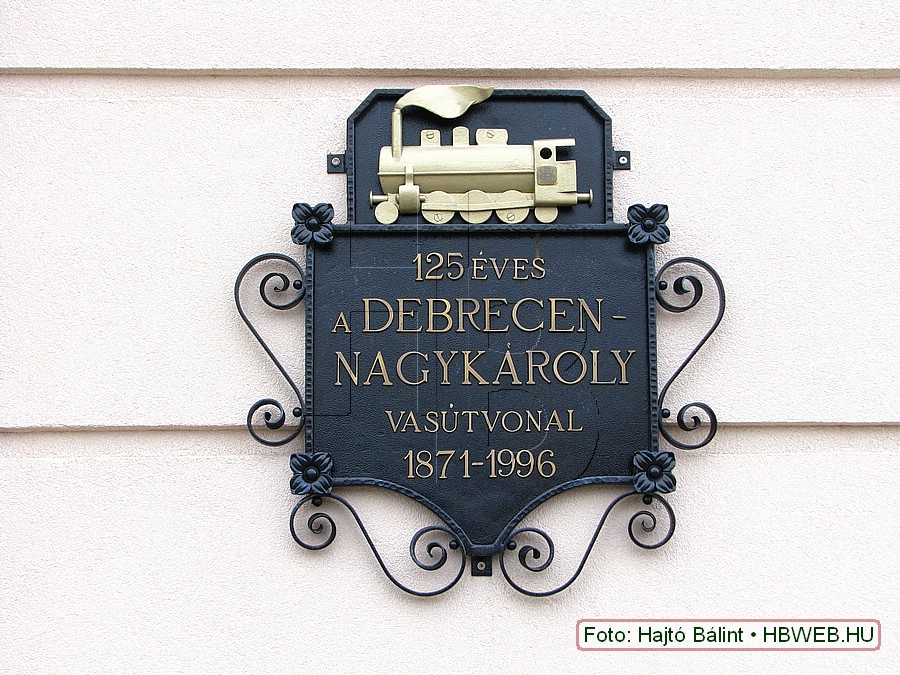 125 ÉVES
A DEBRECEN-
NAGYKÁROLY
VASÚTVONAL
1871-1996
Foto: Hajtó Bálint • HBWEB.HU